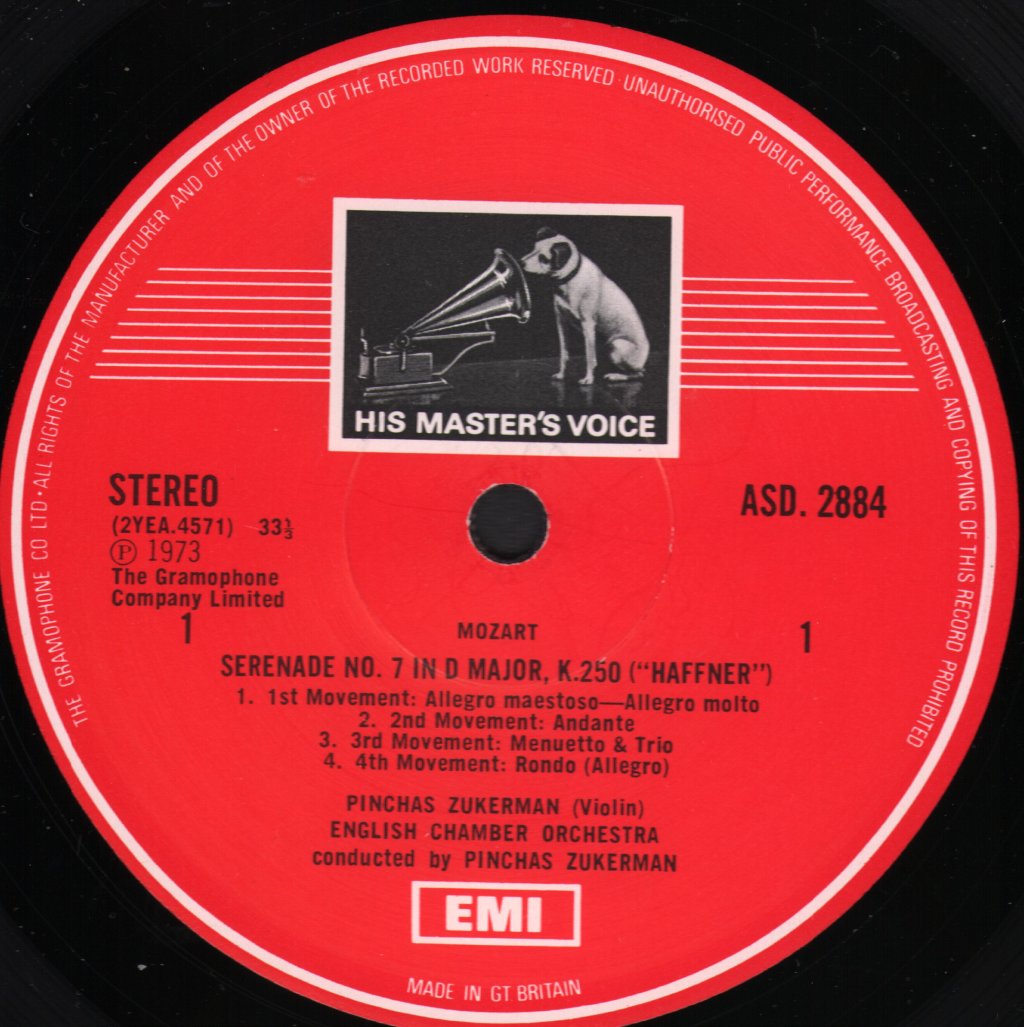 THE GRAMOPHONE CO LTD · ALL RIGHTS OF THE MANUFACTURER AND OF THE OWNER OF THE RECORDED WORK RESERVED · UNAUTHORISED PUBLIC PERFORMANCE BROADCASTING AND COPYING OF THIS RECORD PROHIBITED
HIS MASTER'S VOICE
STEREO
ASD. 2884
(2YEA.4571) 33⅓
Ⓟ 1973
The Gramophone
Company Limited
1
1
MOZART
SERENADE NO. 7 IN D MAJOR, K.250 ("HAFFNER")
1. 1st Movement: Allegro maestoso—Allegro molto
2. 2nd Movement: Andante
3. 3rd Movement: Menuetto & Trio
4. 4th Movement: Rondo (Allegro)
PINCHAS ZUKERMAN (Violin)
ENGLISH CHAMBER ORCHESTRA
conducted by PINCHAS ZUKERMAN
EMI
MADE IN GT BRITAIN